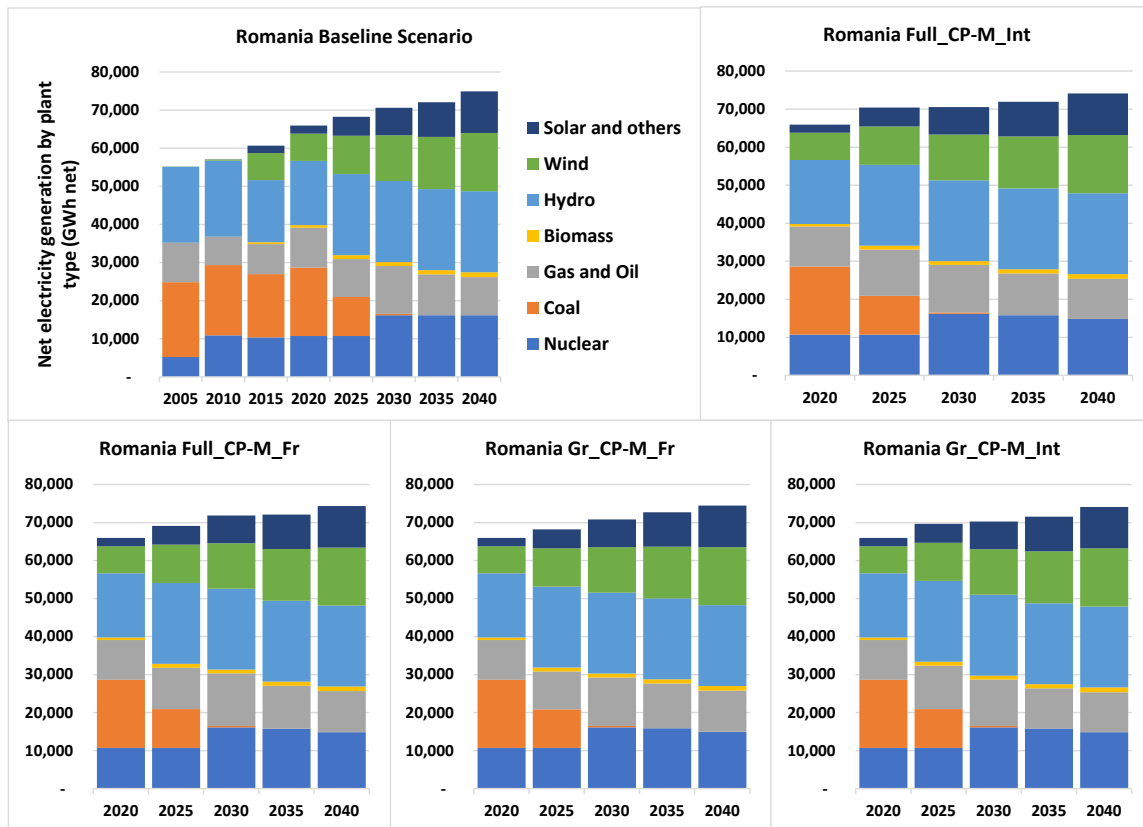 Romania Baseline Scenario
Net electricity generation by plant
type (GWh net)
80,000
70,000
60,000
50,000
40,000
30,000
20,000
10,000
-
2005 2010 2015 2020 2025 2030 2035 2040
Solar and others
Wind
Hydro
Biomass
Gas and Oil
Coal
Nuclear
Romania Full_CP-M_Int
80,000
70,000
60,000
50,000
40,000
30,000
20,000
10,000
-
2020 2025 2030 2035 2040
Romania Full_CP-M_Fr
80,000
70,000
60,000
50,000
40,000
30,000
20,000
10,000
-
2020 2025 2030 2035 2040
Romania Gr_CP-M_Fr
80,000
70,000
60,000
50,000
40,000
30,000
20,000
10,000
-
2020 2025 2030 2035 2040
Romania Gr_CP-M_Int
80,000
70,000
60,000
50,000
40,000
30,000
20,000
10,000
-
2020 2025 2030 2035 2040